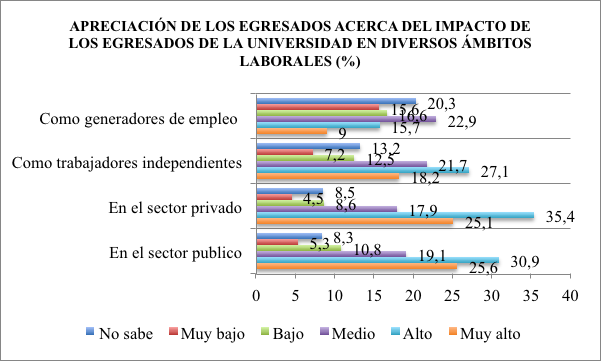 APRECIACIÓN DE LOS EGRESADOS ACERCA DEL IMPACTO DE
LOS EGRESADOS DE LA UNIVERSIDAD EN DIVERSOS ÁMBITOS
LABORALES (%)
Como generadores de empleo
20,3
15,6
16,6
22,9
15,7
9
Como trabajadores independientes
13,2
7,2
12,5
21,7
27,1
18,2
En el sector privado
8,5
4,5
8,6
17,9
35,4
25,1
En el sector publico
8,3
5,3
10,8
19,1
30,9
25,6
0 5 10 15 20 25 30 35 40
No sabe Muy bajo Bajo Medio Alto Muy alto